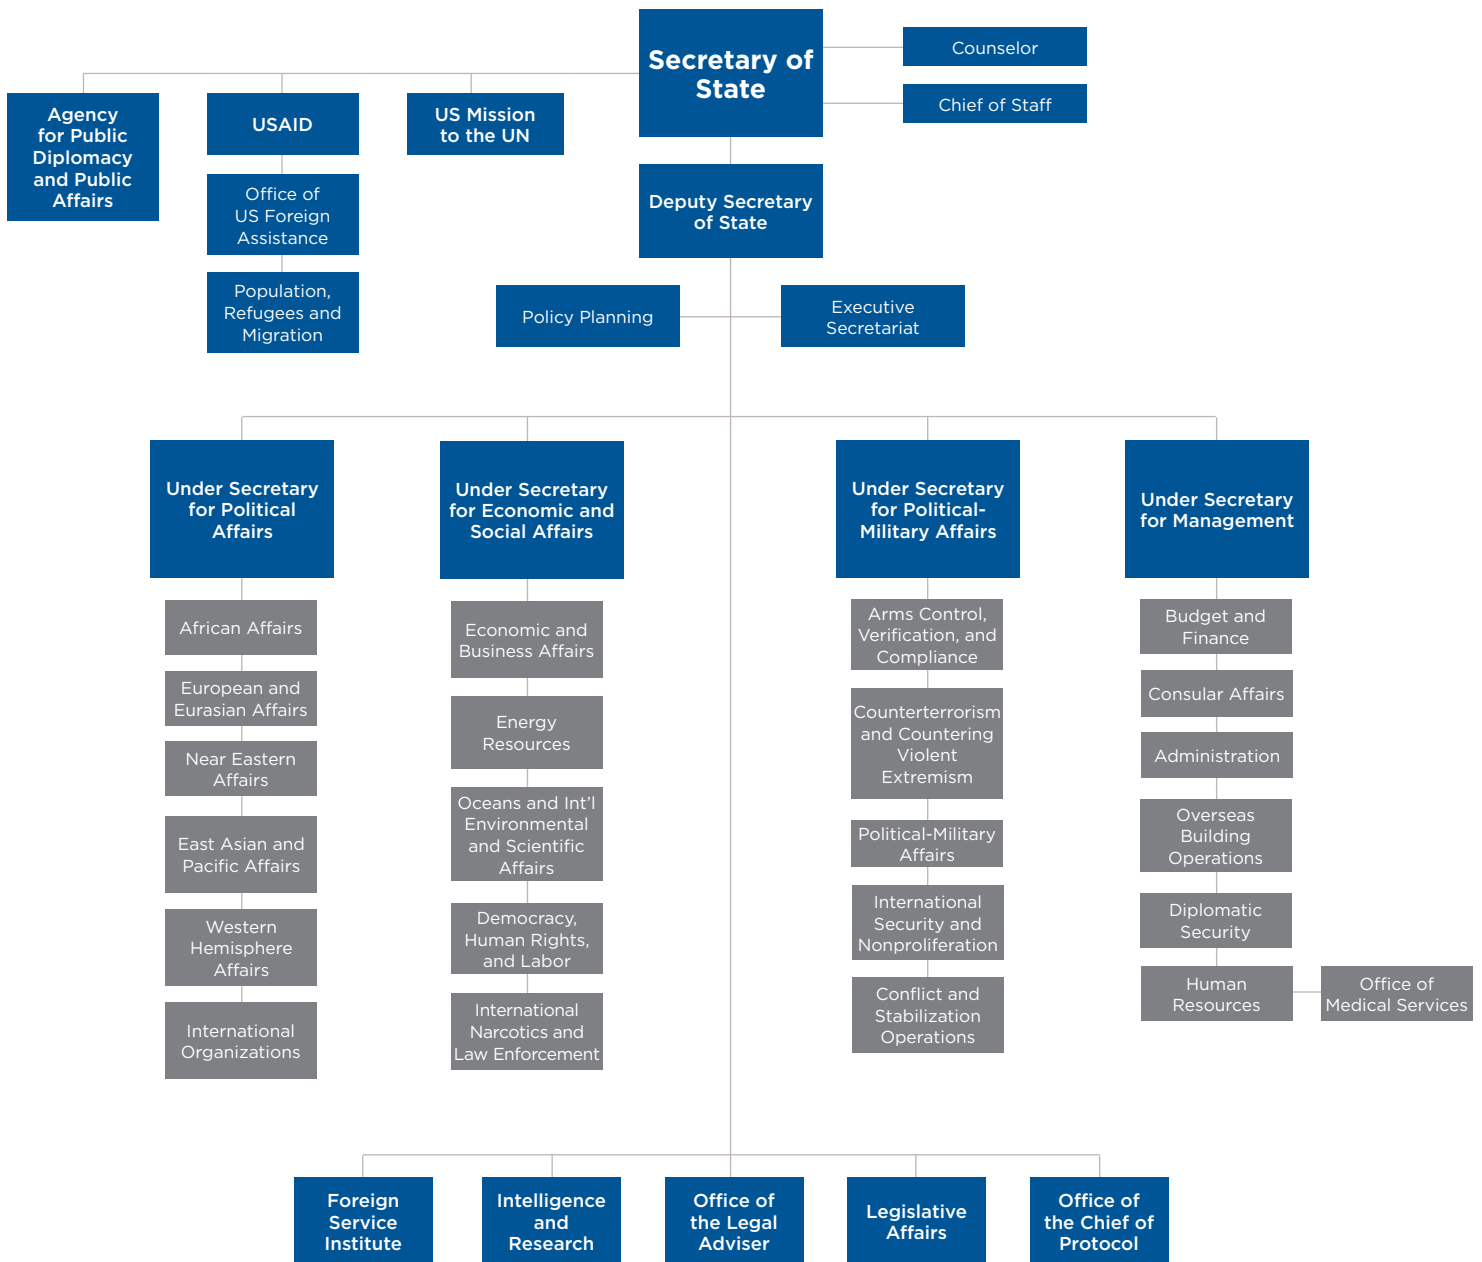 Secretary of
State
Counselor
Chief of Staff
Agency
for Public
Diplomacy
and Public
Affairs
USAID
US Mission
to the UN
Office of
US Foreign
Assistance
Population,
Refugees and
Migration
Deputy Secretary
of State
Policy Planning
Executive
Secretariat
Under Secretary
for Political
Affairs
African Affairs
European and
Eurasian Affairs
Near Eastern
Affairs
East Asian and
Pacific Affairs
Western
Hemisphere
Affairs
International
Organizations
Under Secretary
for Economic and
Social Affairs
Economic and
Business Affairs
Energy
Resources
Oceans and Int'l
Environmental
and Scientific
Affairs
Democracy,
Human Rights,
and Labor
International
Narcotics and
Law Enforcement
Under Secretary
for Political-
Military Affairs
Arms Control,
Verification, and
Compliance
Counterterrorism
and Countering
Violent
Extremism
Political-Military
Affairs
International
Security and
Nonproliferation
Conflict and
Stabilization
Operations
Under Secretary
for Management
Budget and
Finance
Consular Affairs
Administration
Overseas
Building
Operations
Diplomatic
Security
Human
Resources
Office of
Medical Services
Foreign
Service
Institute
Intelligence
and
Research
Office of
the Legal
Adviser
Legislative
Affairs
Office of
the Chief of
Protocol